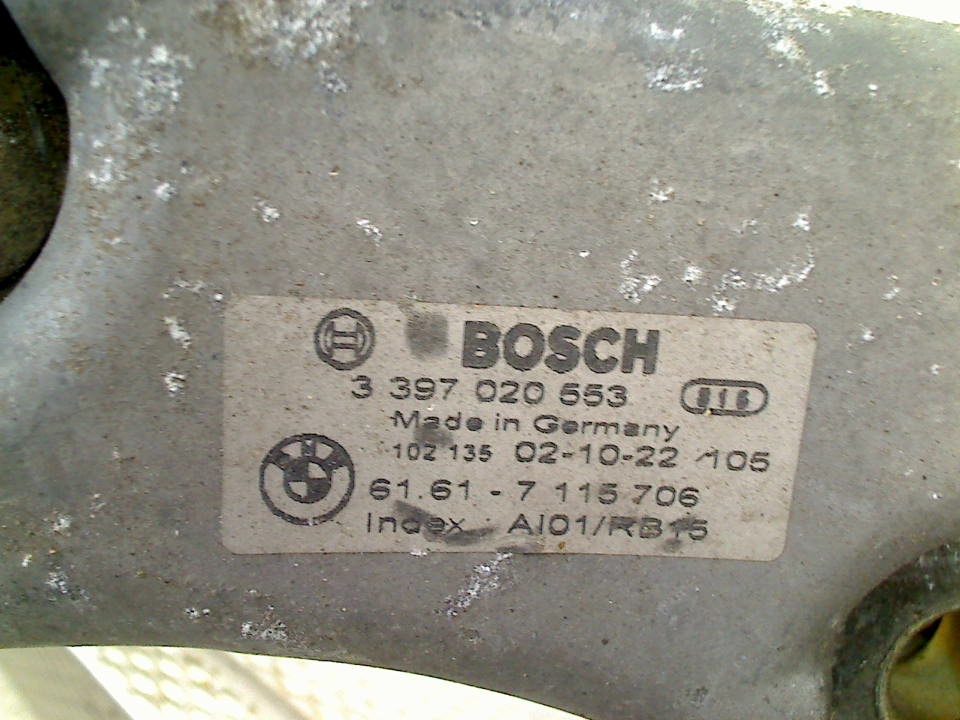 BOSCH
3 397 020 553
Made in Germany
102 135 02-10-22 105
61.61 - 7 115 706
Index AI01/RB15